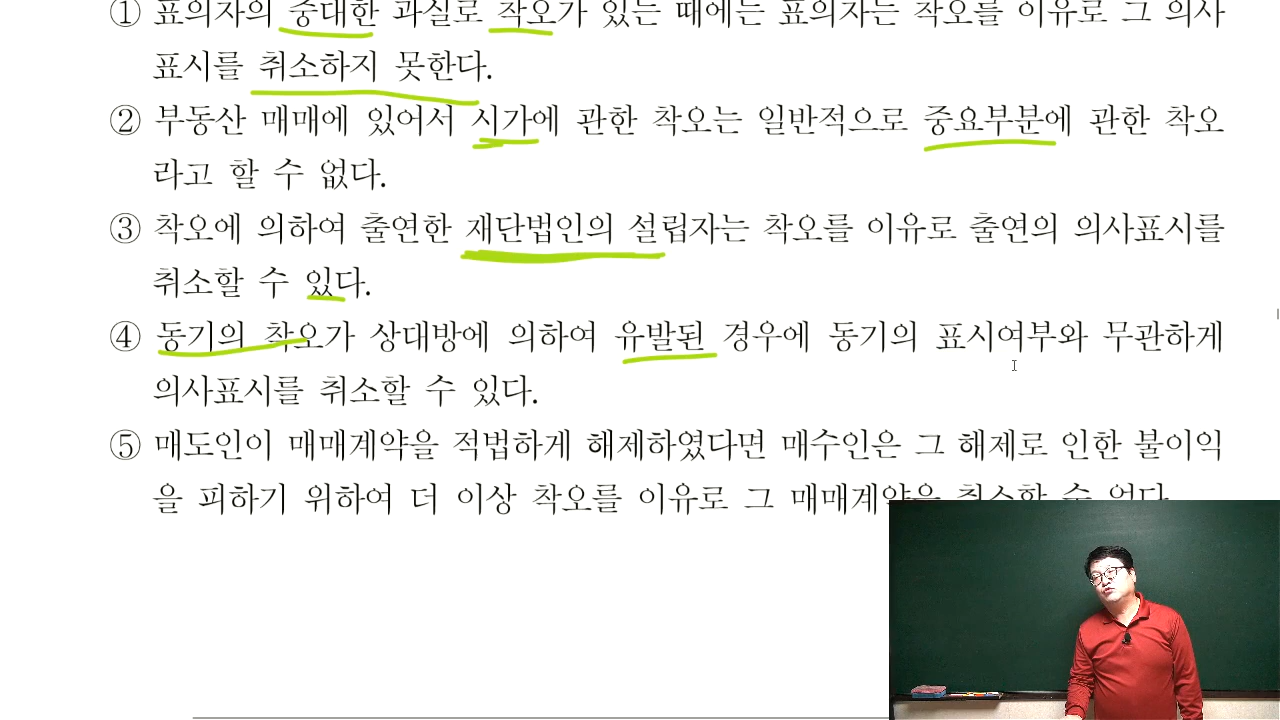 ① 표의자의 중대한 과실로 착오가 있는 때에는 표의자는 착오를 이유로 그 의사
표시를 취소하지 못한다.
② 부동산 매매에 있어서 시가에 관한 착오는 일반적으로 중요부분에 관한 착오
라고 할 수 없다.
③ 착오에 의하여 출연한 재단법인의 설립자는 착오를 이유로 출연의 의사표시를
취소할 수 있다.
④ 동기의 착오가 상대방에 의하여 유발된 경우에 동기의 표시여부와 무관하게
의사표시를 취소할 수 있다.
⑤ 매도인이 매매계약을 적법하게 해제하였다면 매수인은 그 해제로 인한 불이익
을 피하기 위하여 더 이상 착오를 이유로 그 매매계약을 취소할 수 없다.